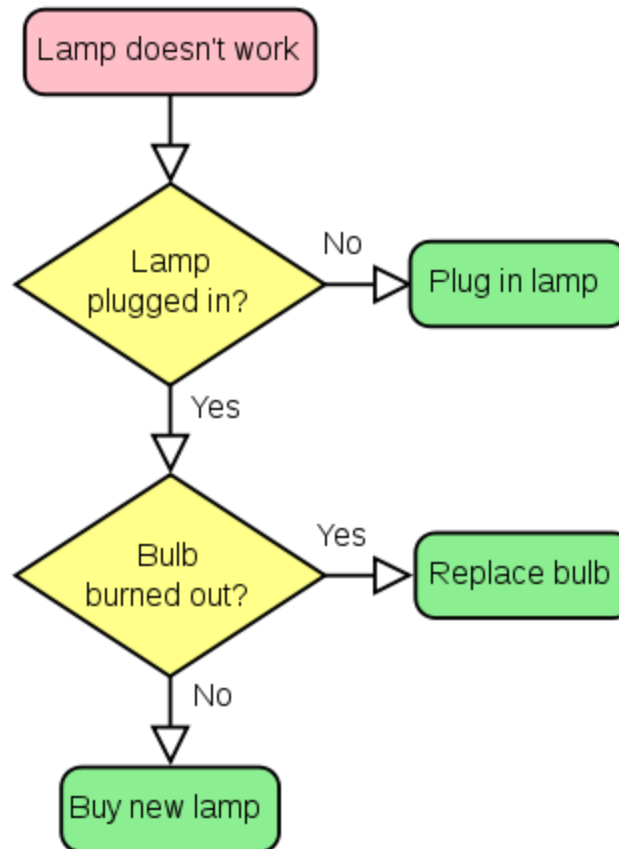 Lamp doesn't work
Lamp
plugged in?
No
Plug in lamp
Yes
Bulb
burned out?
Yes
Replace bulb
No
Buy new lamp